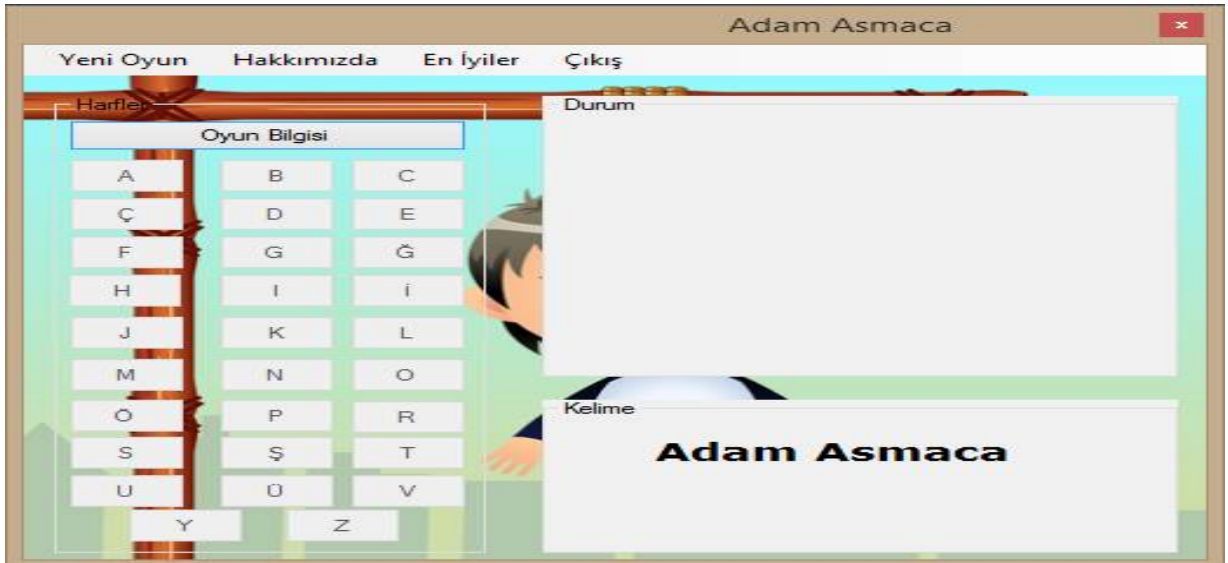 Adam Asmaca
Yeni Oyun Hakkımızda En İyiler Çıkış
Harfler
Oyun Bilgisi
A B C
Ç D E
F G Ğ
H I İ
J K L
M N O
Ö P R
S Ş T
U Ü V
Y Z
Durum
Kelime
Adam Asmaca